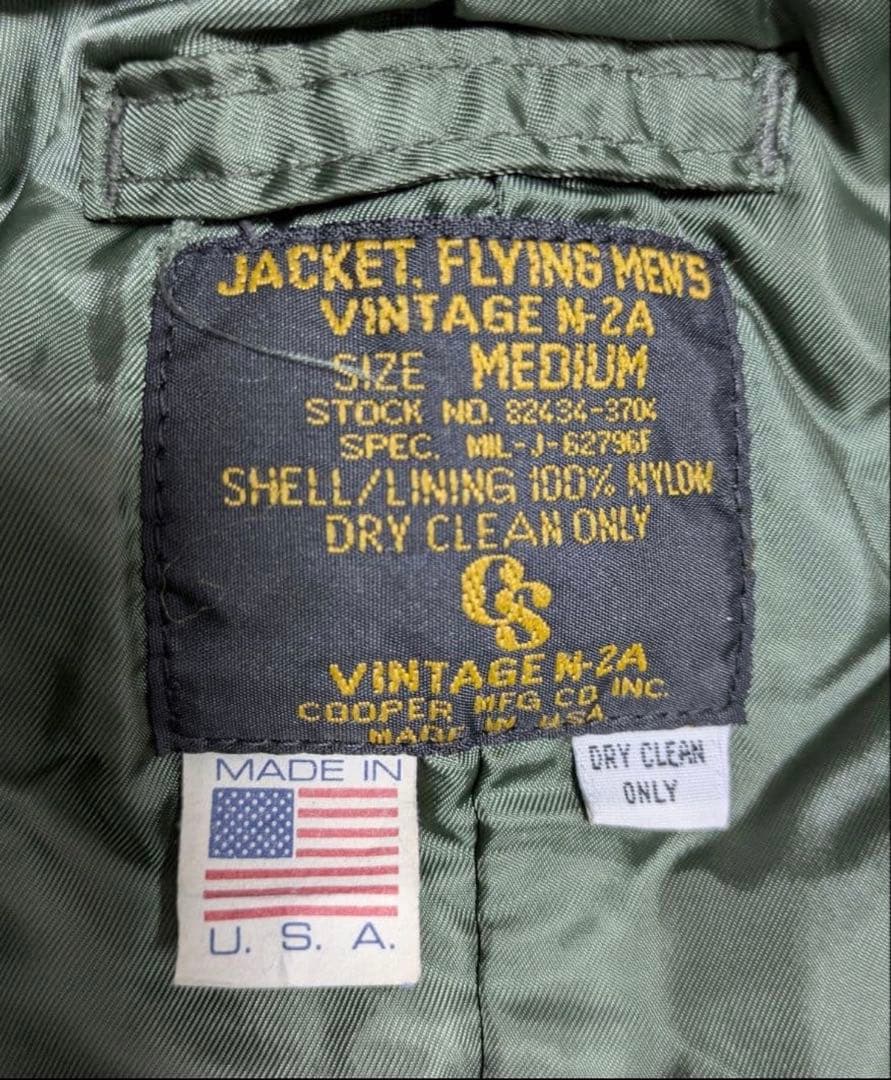 JACKET, FLYING MEN'S
VINTAGE N-2A
SIZE MEDIUM
STOCK NO. 82434-3704
SPEC. MIL-J-62796F
SHELL/LINING 100% NYLON
DRY CLEAN ONLY
CS
VINTAGE N-2A
COOPER MFG CO INC.
MADE IN USA
MADE IN
U. S. A.
DRY CLEAN
ONLY